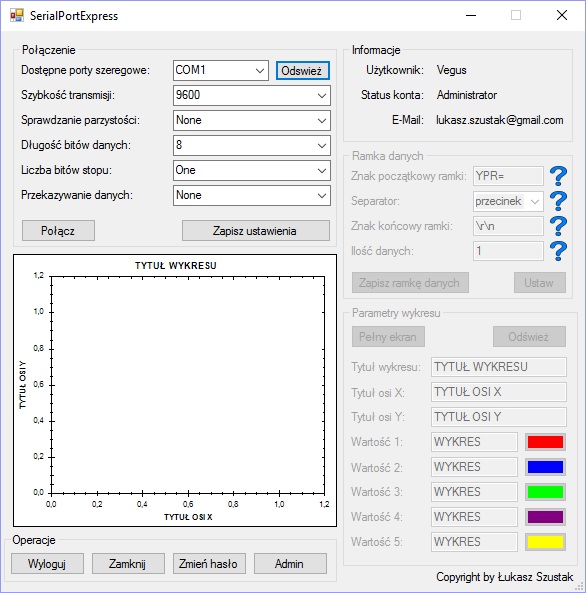 SerialPortExpress
Połączenie
Dostępne porty szeregowe: COM1 Odswież
Szybkość transmisji: 9600
Sprawdzanie parzystości: None
Długość bitów danych: 8
Liczba bitów stopu: One
Przekazywanie danych: None
Połącz Zapisz ustawienia
Informacje
Użytkownik: Vegus
Status konta: Administrator
E-Mail: lukasz.szustak@gmail.com
Ramka danych
Znak początkowy ramki: YPR= ?
Separator: przecinek ?
Znak końcowy ramki: \r\n ?
Ilość danych: 1 ?
Zapisz ramkę danych Ustaw
TYTUŁ WYKRESU
TYTUŁ OSI Y
1,2
1,0
0,8
0,6
0,4
0,2
0,0
0,0 0,2 0,4 0,6 0,8 1,0 1,2
TYTUŁ OSI X
Parametry wykresu
Pełny ekran Odśwież
Tytuł wykresu: TYTUŁ WYKRESU
Tytuł osi X: TYTUŁ OSI X
Tytuł osi Y: TYTUŁ OSI Y
Wartość 1: WYKRES
Wartość 2: WYKRES
Wartość 3: WYKRES
Wartość 4: WYKRES
Wartość 5: WYKRES
Operacje
Wyloguj Zamknij Zmień hasło Admin
Copyright by Łukasz Szustak